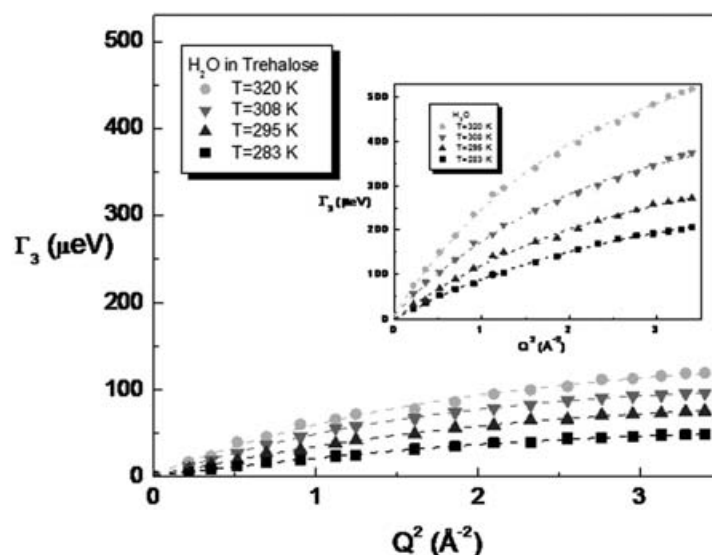 500
400
300
200
100
0
Γ₃ (μeV)
H₂O in Trehalose
T=320 K
T=308 K
T=295 K
T=283 K
500
400
300
200
100
0
Γ₃ (μeV)
H₂O
T=320 K
T=308 K
T=295 K
T=283 K
0 1 2 3
Q² (Å⁻²)
0 1 2 3
Q² (Å⁻²)